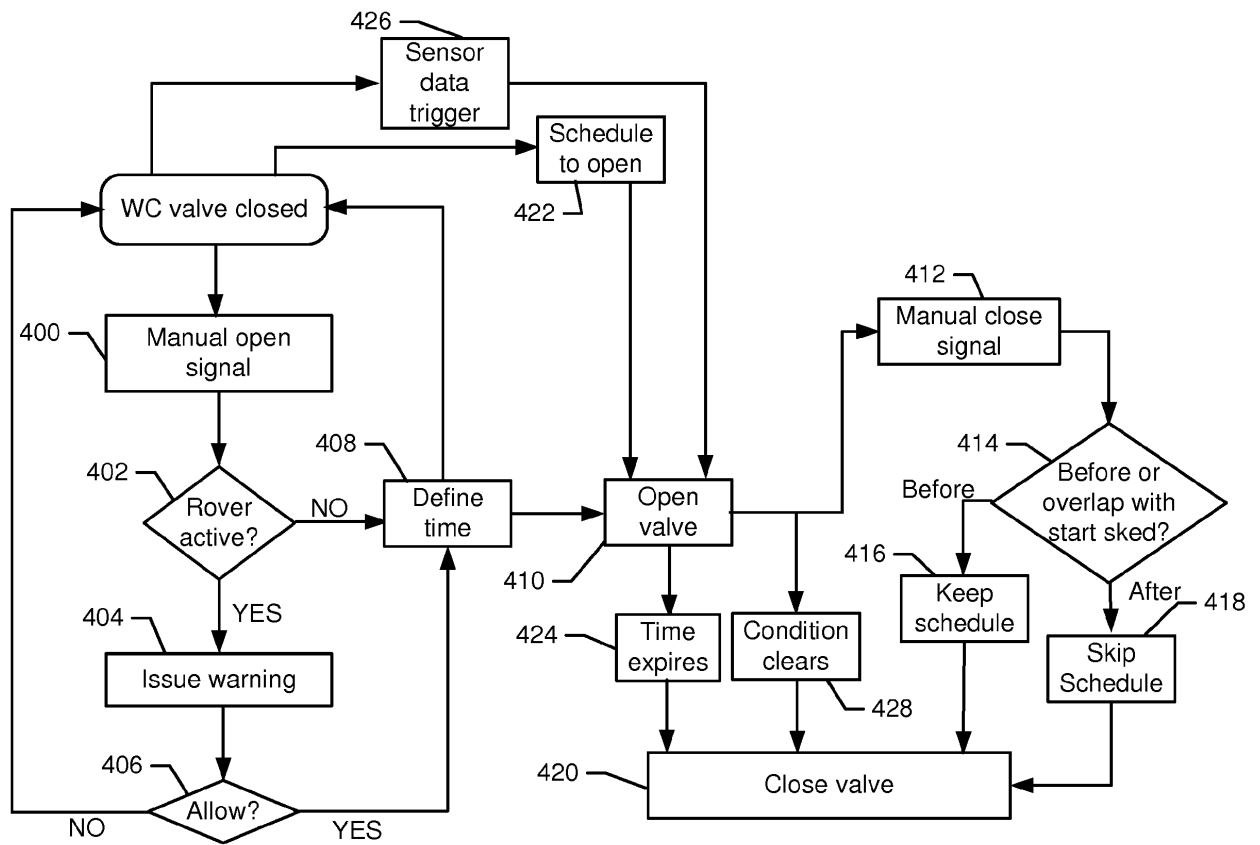 426
Sensor
data
trigger
Schedule
to open
422
WC valve closed
412
Manual close
signal
400
Manual open
signal
408
414
402
Before or
overlap with
start sked?
Before
Rover
active?
NO
Define
time
Open
valve
410
416
After
418
YES
Keep
schedule
404
424
Time
expires
Condition
clears
Skip
Schedule
Issue warning
428
406
420
Close valve
Allow?
NO
YES